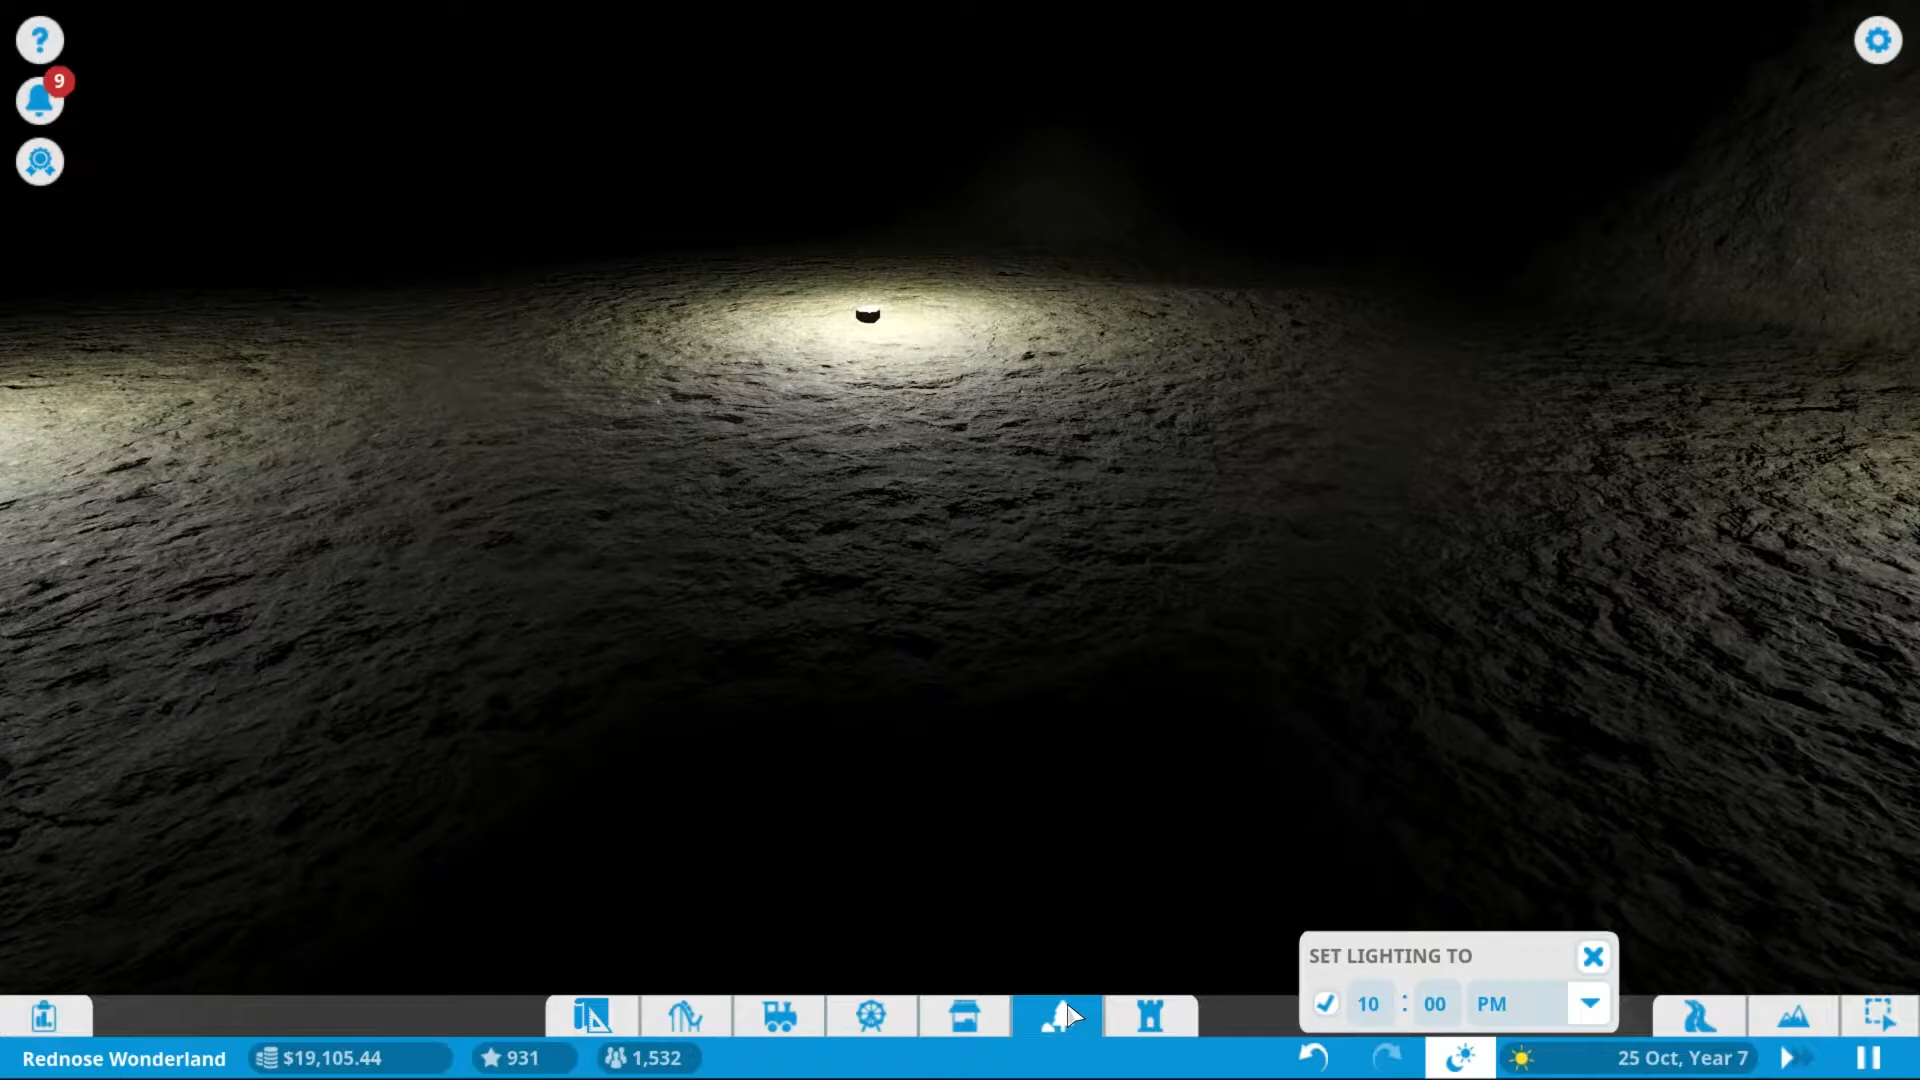 ?
9
SET LIGHTING TO
10 : 00 PM
Rednose Wonderland $19,105.44 931 1,532 25 Oct, Year 7